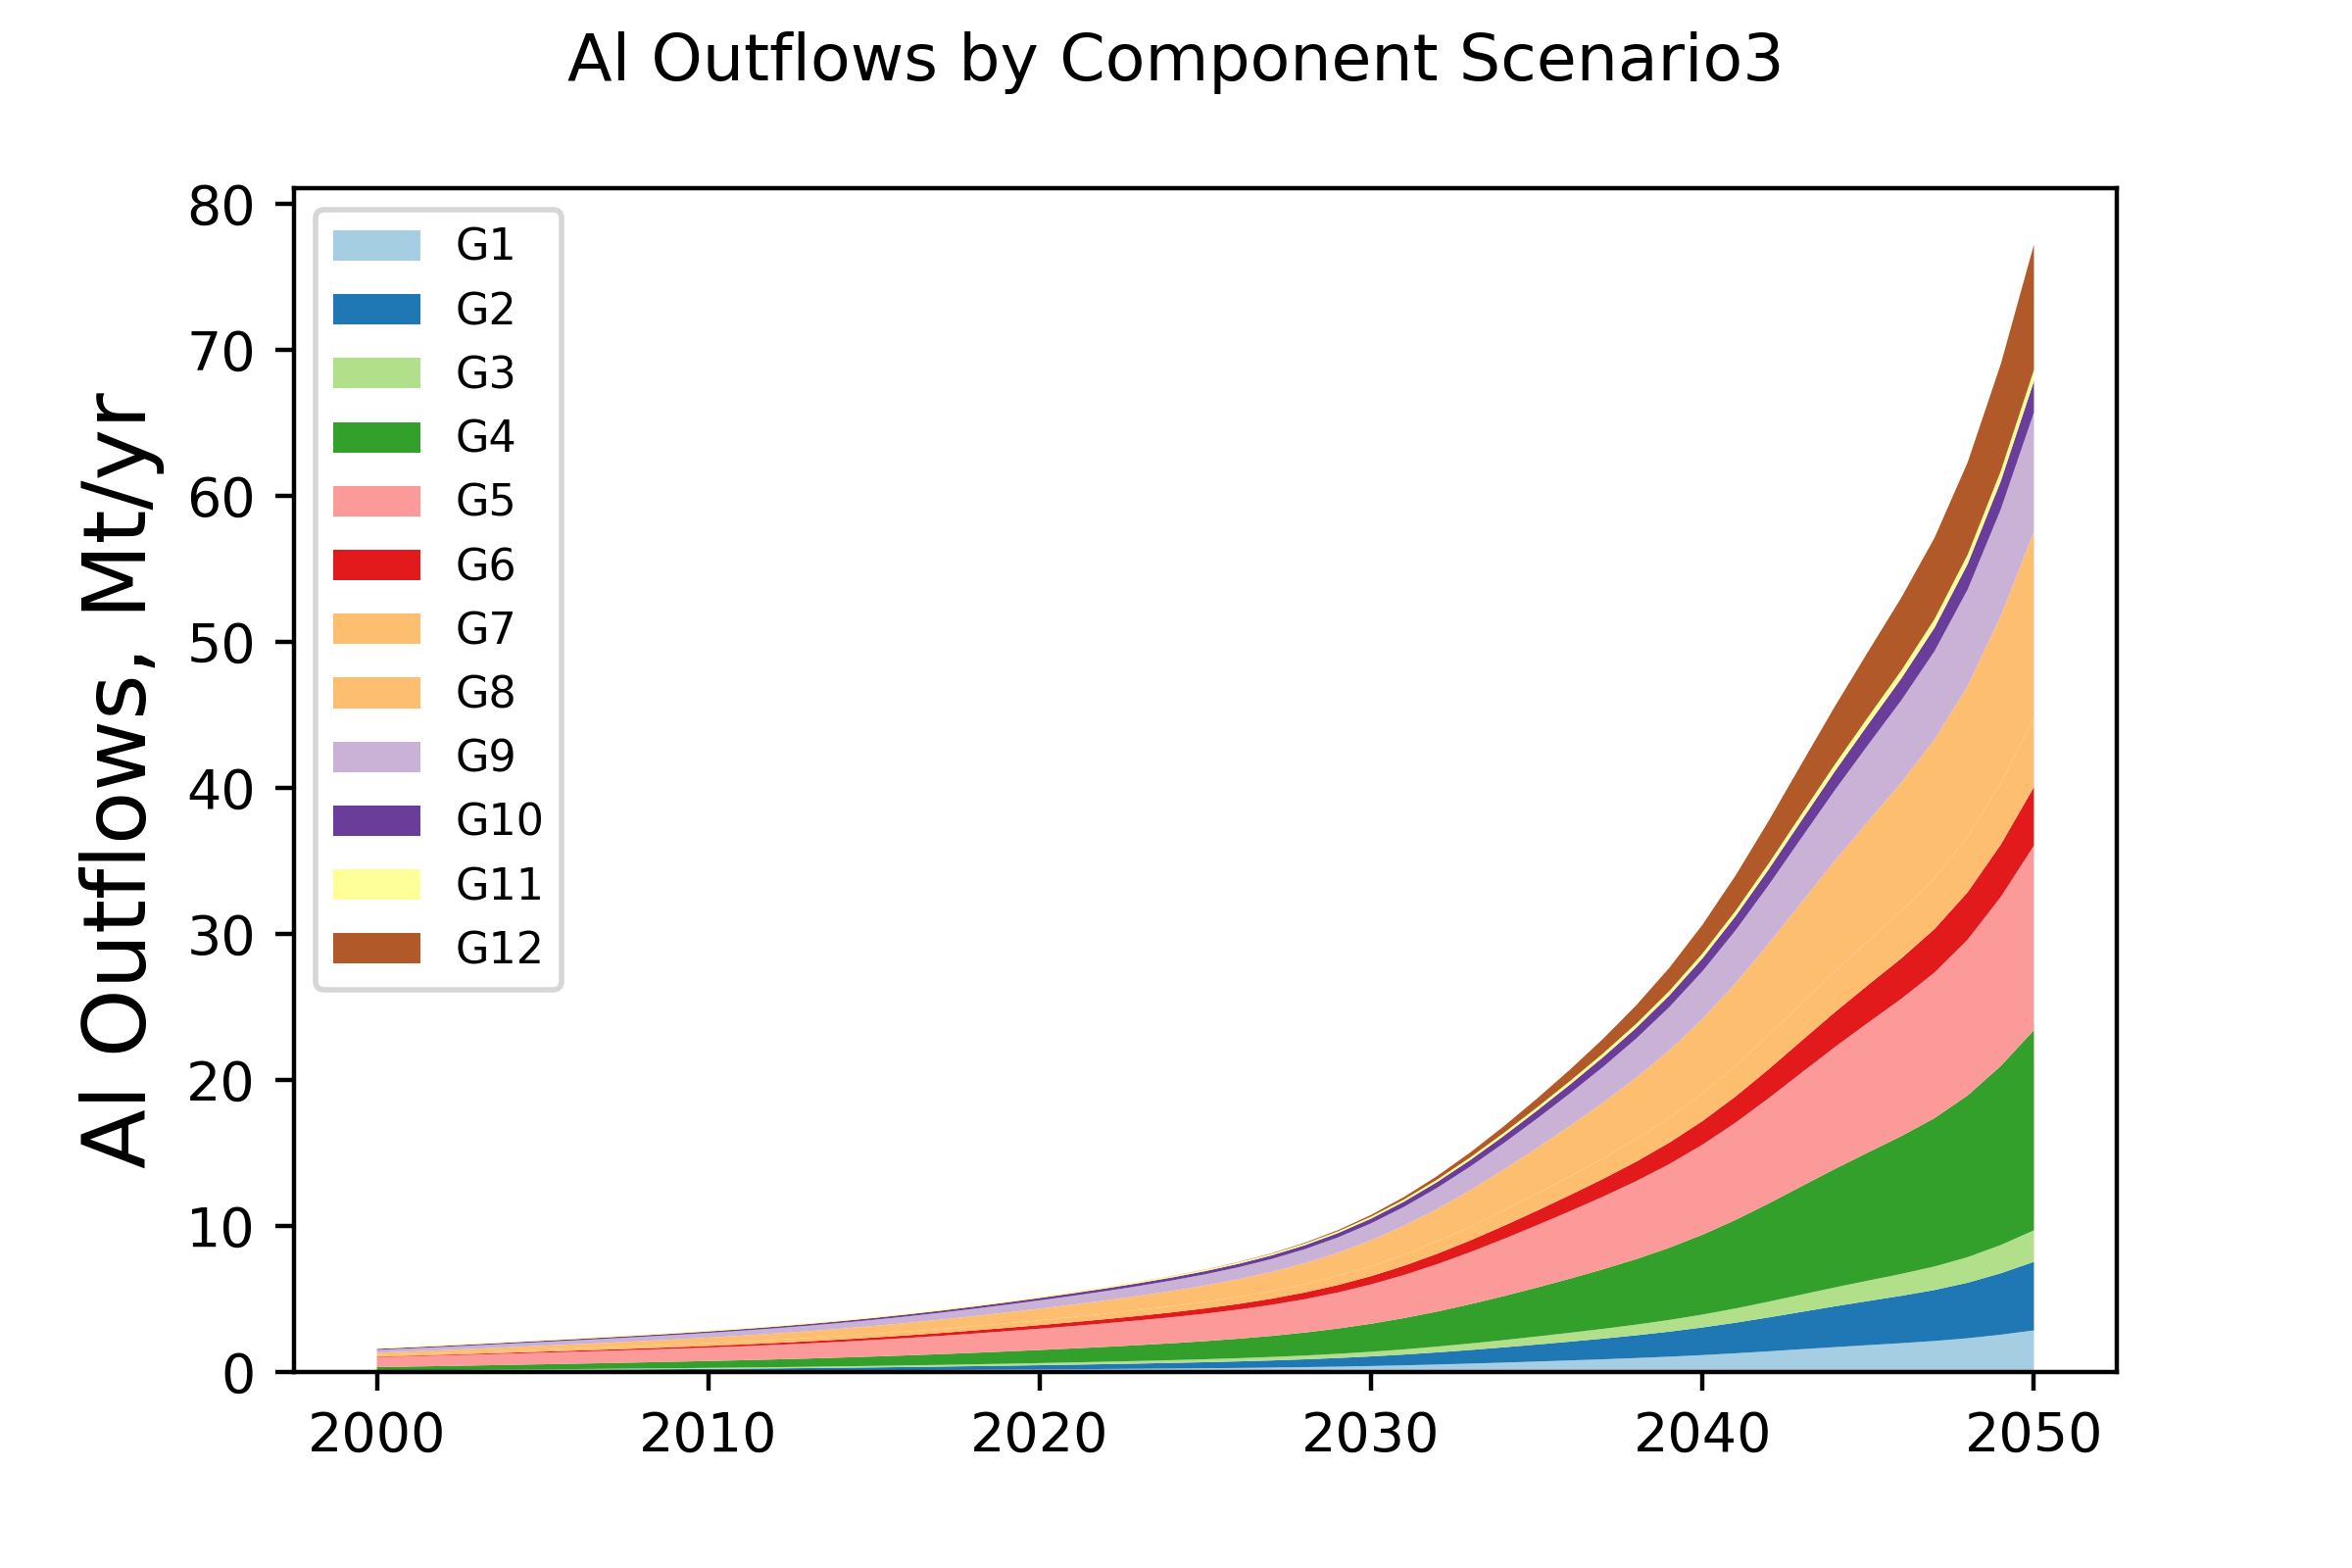 Al Outflows by Component Scenario3
Al Outflows, Mt/yr
80
70
60
50
40
30
20
10
0
G1
G2
G3
G4
G5
G6
G7
G8
G9
G10
G11
G12
2000 2010 2020 2030 2040 2050